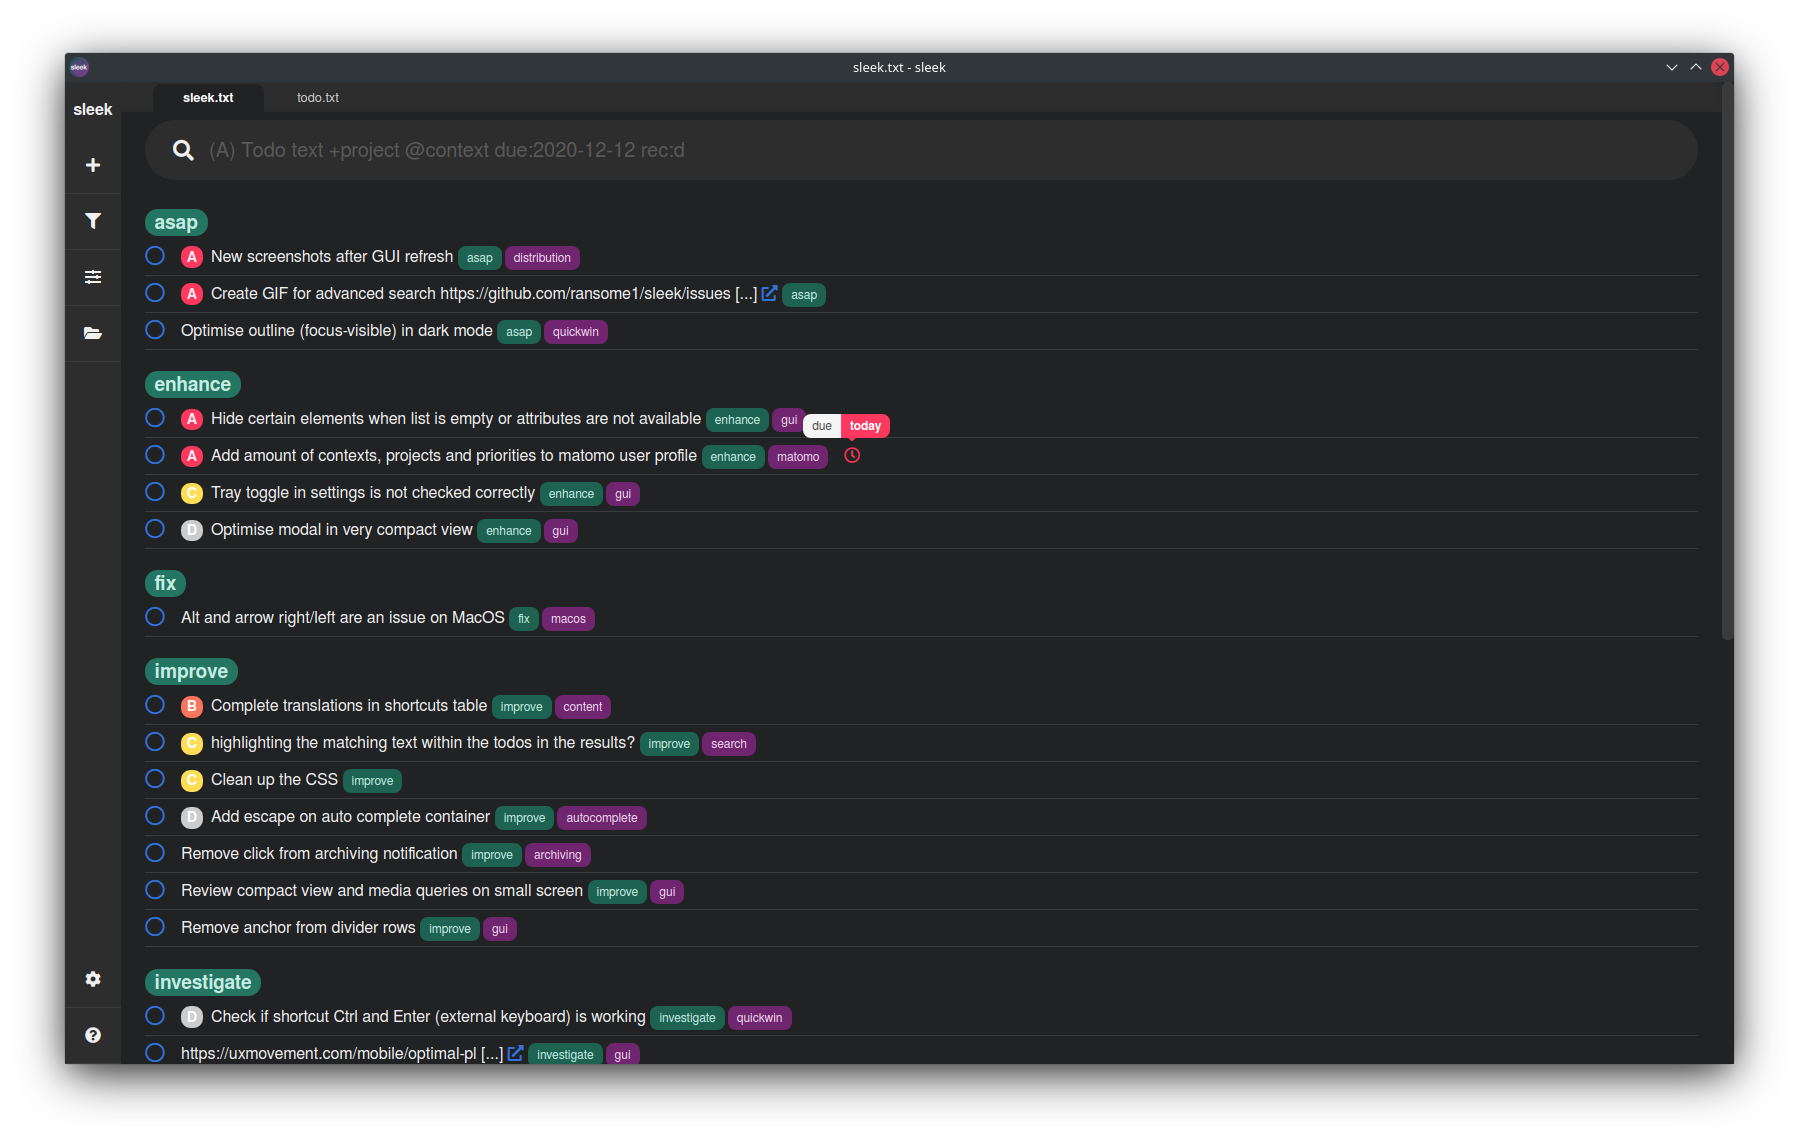 sleek
sleek.txt - sleek
sleek
sleek.txt
todo.txt
(A) Todo text +project @context due:2020-12-12 rec:d
asap
A New screenshots after GUI refresh asap distribution
A Create GIF for advanced search https://github.com/ransome1/sleek/issues [...] asap
Optimise outline (focus-visible) in dark mode asap quickwin
enhance
A Hide certain elements when list is empty or attributes are not available enhance gui
due today
A Add amount of contexts, projects and priorities to matomo user profile enhance matomo
C Tray toggle in settings is not checked correctly enhance gui
D Optimise modal in very compact view enhance gui
fix
Alt and arrow right/left are an issue on MacOS fix macos
improve
B Complete translations in shortcuts table improve content
C highlighting the matching text within the todos in the results? improve search
C Clean up the CSS improve
D Add escape on auto complete container improve autocomplete
Remove click from archiving notification improve archiving
Review compact view and media queries on small screen improve gui
Remove anchor from divider rows improve gui
investigate
D Check if shortcut Ctrl and Enter (external keyboard) is working investigate quickwin
https://uxmovement.com/mobile/optimal-pl [...] investigate gui